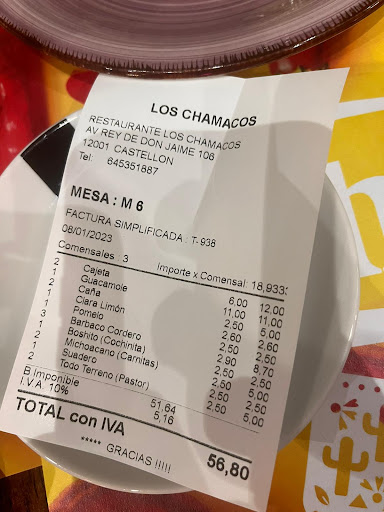 LOS CHAMACOS
RESTAURANTE LOS CHAMACOS
AV REY DE DON JAIME 106
12001 CASTELLON
Tel: 645351887
MESA : M 6
FACTURA SIMPLIFICADA : T-938
08/01/2023
Comensales : 3 Importe x Comensal: 18,933
2 Cajeta 6,00 12,00
1 Guacamole 11,00 11,00
2 Caña 2,50 5,00
1 Clara Limón 2,60 2,60
1 Pomelo 2,50 2,50
3 Barbaco Cordero 2,90 8,70
1 Boshito (Cochinita) 2,50 2,50
2 Michoacano (Carnitas) 2,50 5,00
1 Suadero 2,50 2,50
2 Todo Terreno (Pastor) 2,50 5,00
B Imponible 51,64
I.V.A. 10% 5,16
TOTAL con IVA 56,80
***** GRACIAS !!!!!